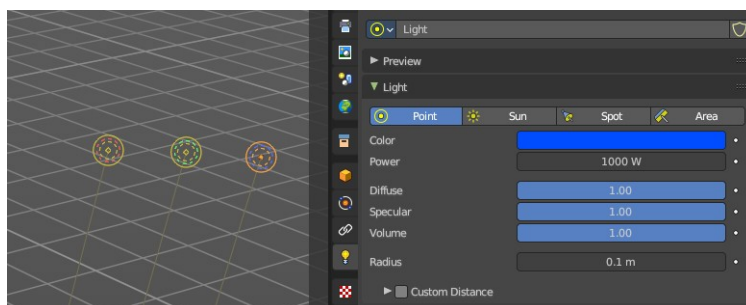 Light
Preview
Light
Point Sun Spot Area
Color
Power 1000 W
Diffuse 1.00
Specular 1.00
Volume 1.00
Radius 0.1 m
Custom Distance